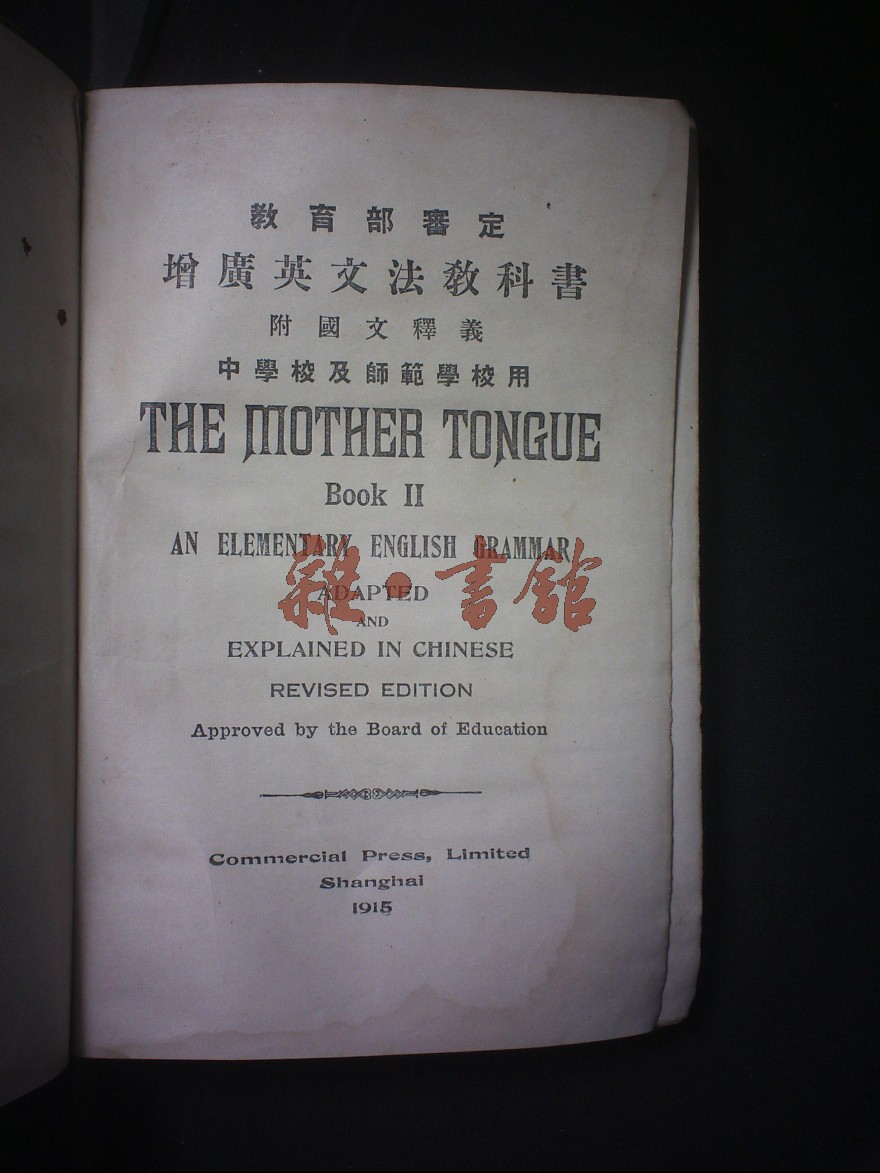 教育部審定
增廣英文法教科書
附國文釋義
中學校及師範學校用
THE MOTHER TONGUE
Book II
AN ELEMENTARY ENGLISH GRAMMAR
雜·書館
ADAPTED
AND
EXPLAINED IN CHINESE
REVISED EDITION
Approved by the Board of Education
Commercial Press, Limited
Shanghai
1915